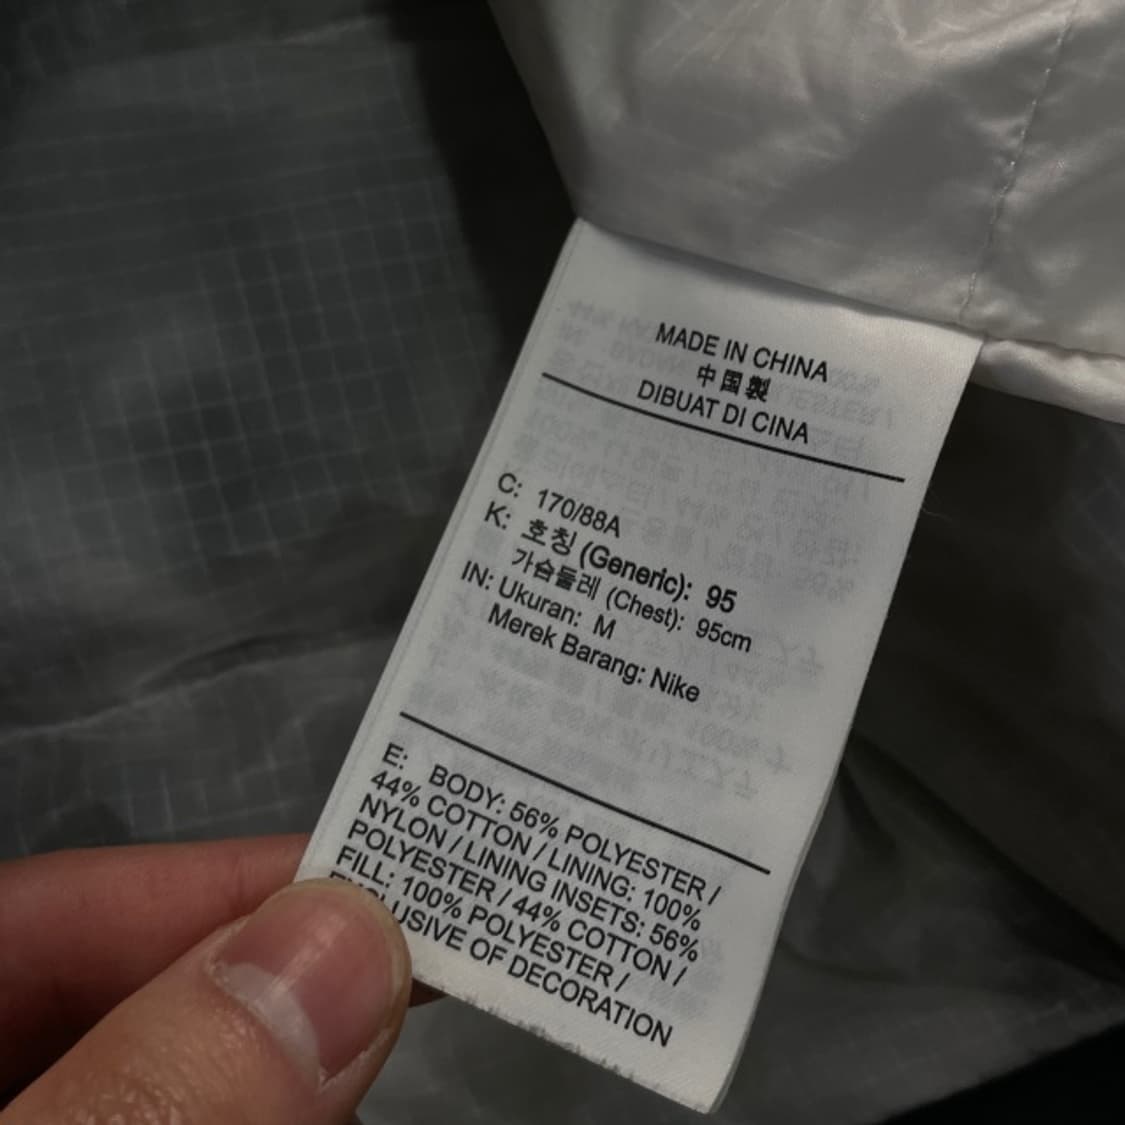 MADE IN CHINA
中国製
DIBUAT DI CINA
C: 170/88A
K: 호칭 (Generic): 95
가슴둘레 (Chest): 95cm
IN: Ukuran: M
Merek Barang: Nike
E: BODY: 56% POLYESTER /
44% COTTON / LINING: 100%
NYLON / LINING INSETS: 56%
POLYESTER / 44% COTTON /
FILL: 100% POLYESTER /
EXCLUSIVE OF DECORATION